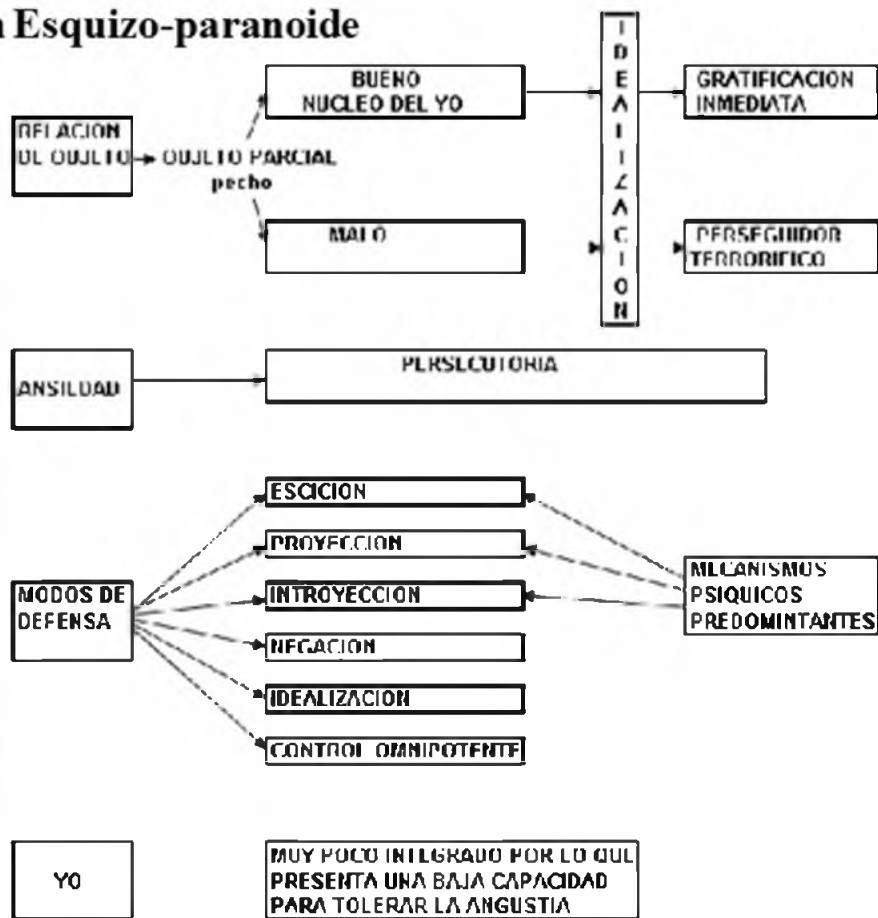 Esquizo-paranoide
BUENO
NUCLEO DEL YO
IDEALIZACION
GRATIFICACION
INMEDIATA
RELACION
DE OBJETO
OBJETO PARCIAL
pecho
MALO
PERSEGUIDOR
TERRORIFICO
ANSIEDAD
PERSECUTORIA
ESCICION
PROYECCION
INTROYECCION
NEGACION
IDEALIZACION
CONTROL OMNIPOTENTE
MODOS DE
DEFENSA
MECANISMOS
PSIQUICOS
PREDOMINTANTES
YO
MUY POCO INTEGRADO POR LO QUE
PRESENTA UNA BAJA CAPACIDAD
PARA TOLERAR LA ANGUSTIA